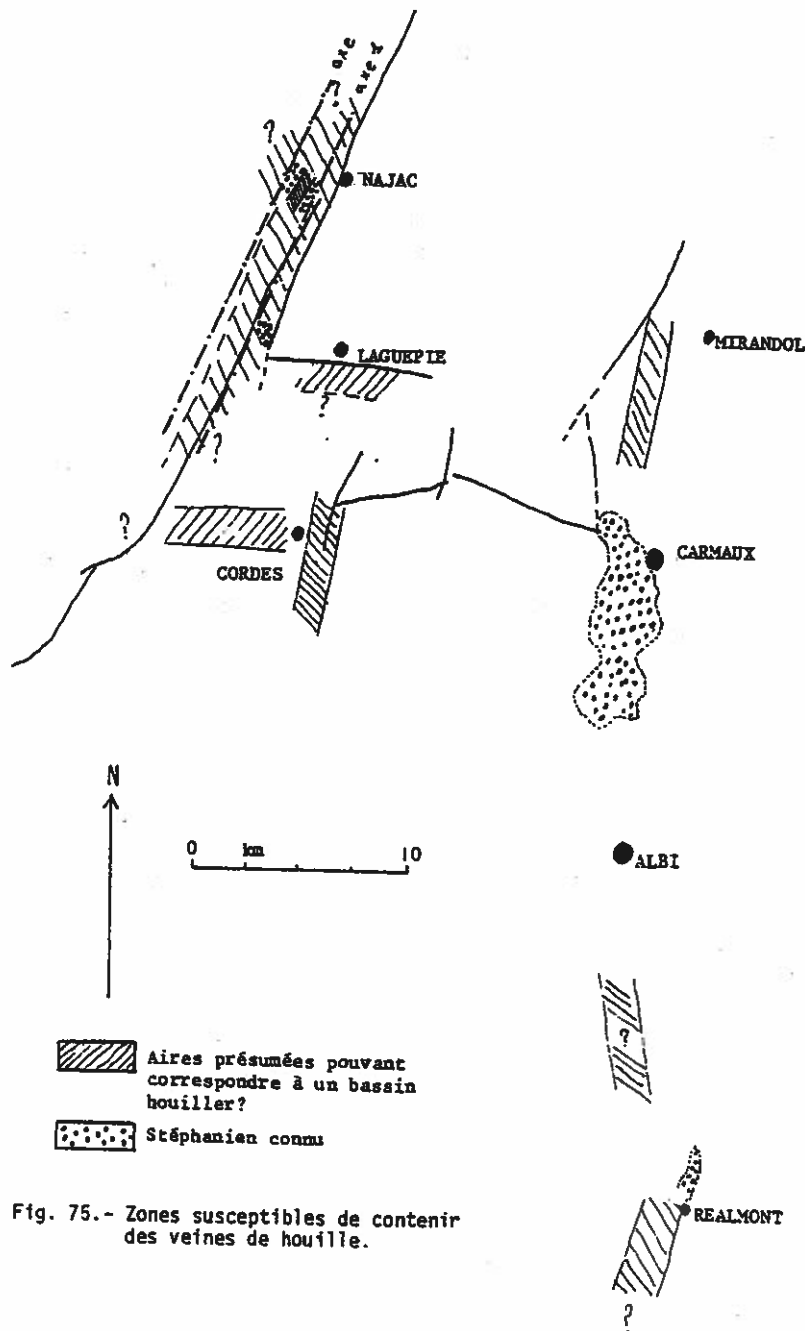 ? axe
axe ?
?
NAJAC
LAGUEPIE
MIRANDOL
?
?
?
CORDES
CARMAUX
N
0 km 10
ALBI
?
Aires présumées pouvant
correspondre à un bassin
houiller?
Stéphanien connu
REALMONT
?
Fig. 75.- Zones susceptibles de contenir
des veines de houille.